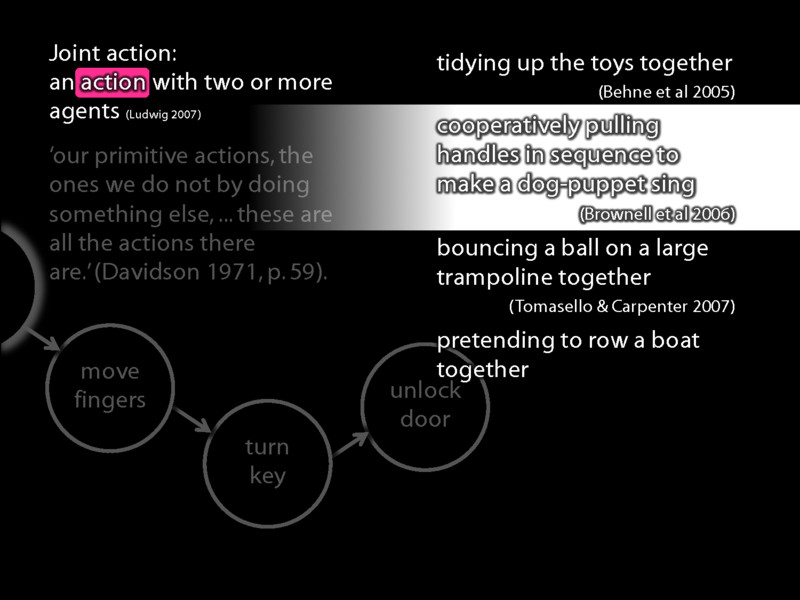 Joint action:
an action with two or more
agents (Ludwig 2007)
‘our primitive actions, the
ones we do not by doing
something else, ... these are
all the actions there
are.’ (Davidson 1971, p. 59).
move
fingers
turn
key
unlock
door
tidying up the toys together
(Behne et al 2005)
cooperatively pulling
handles in sequence to
make a dog-puppet sing
(Brownell et al 2006)
bouncing a ball on a large
trampoline together
(Tomasello & Carpenter 2007)
pretending to row a boat
together